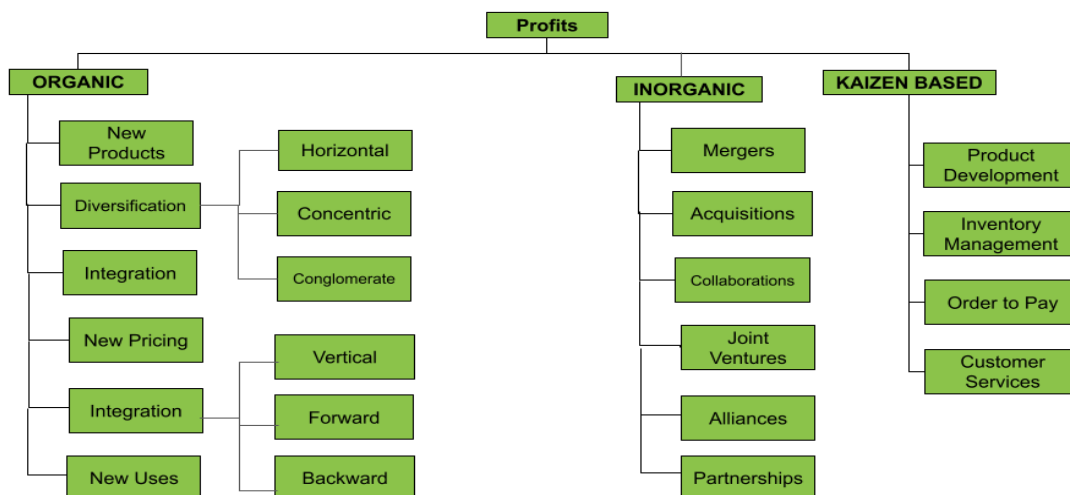 Profits
ORGANIC
New
Products
Diversification
Horizontal
Concentric
Conglomerate
Integration
New Pricing
Integration
Vertical
Forward
Backward
New Uses
INORGANIC
Mergers
Acquisitions
Collaborations
Joint
Ventures
Alliances
Partnerships
KAIZEN BASED
Product
Development
Inventory
Management
Order to Pay
Customer
Services